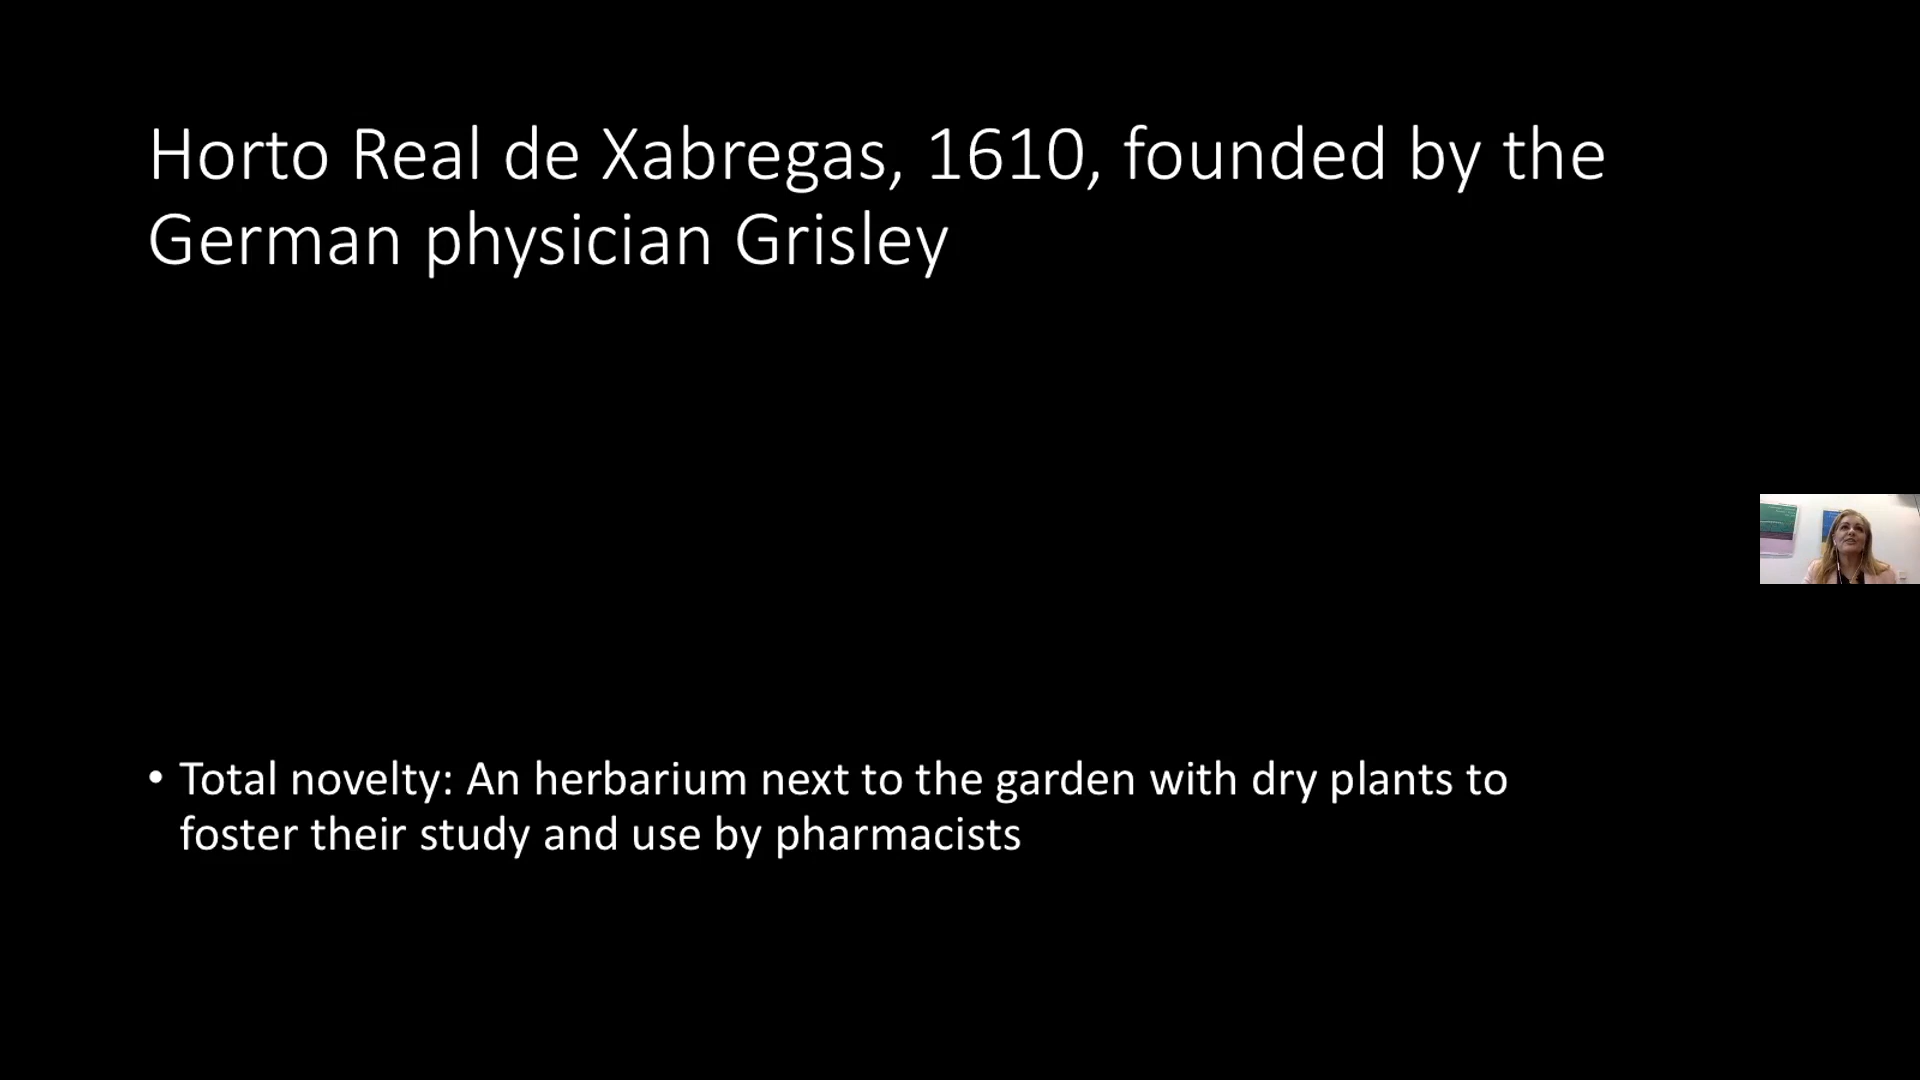 Horto Real de Xabregas, 1610, founded by the
German physician Grisley
• Total novelty: An herbarium next to the garden with dry plants to
foster their study and use by pharmacists